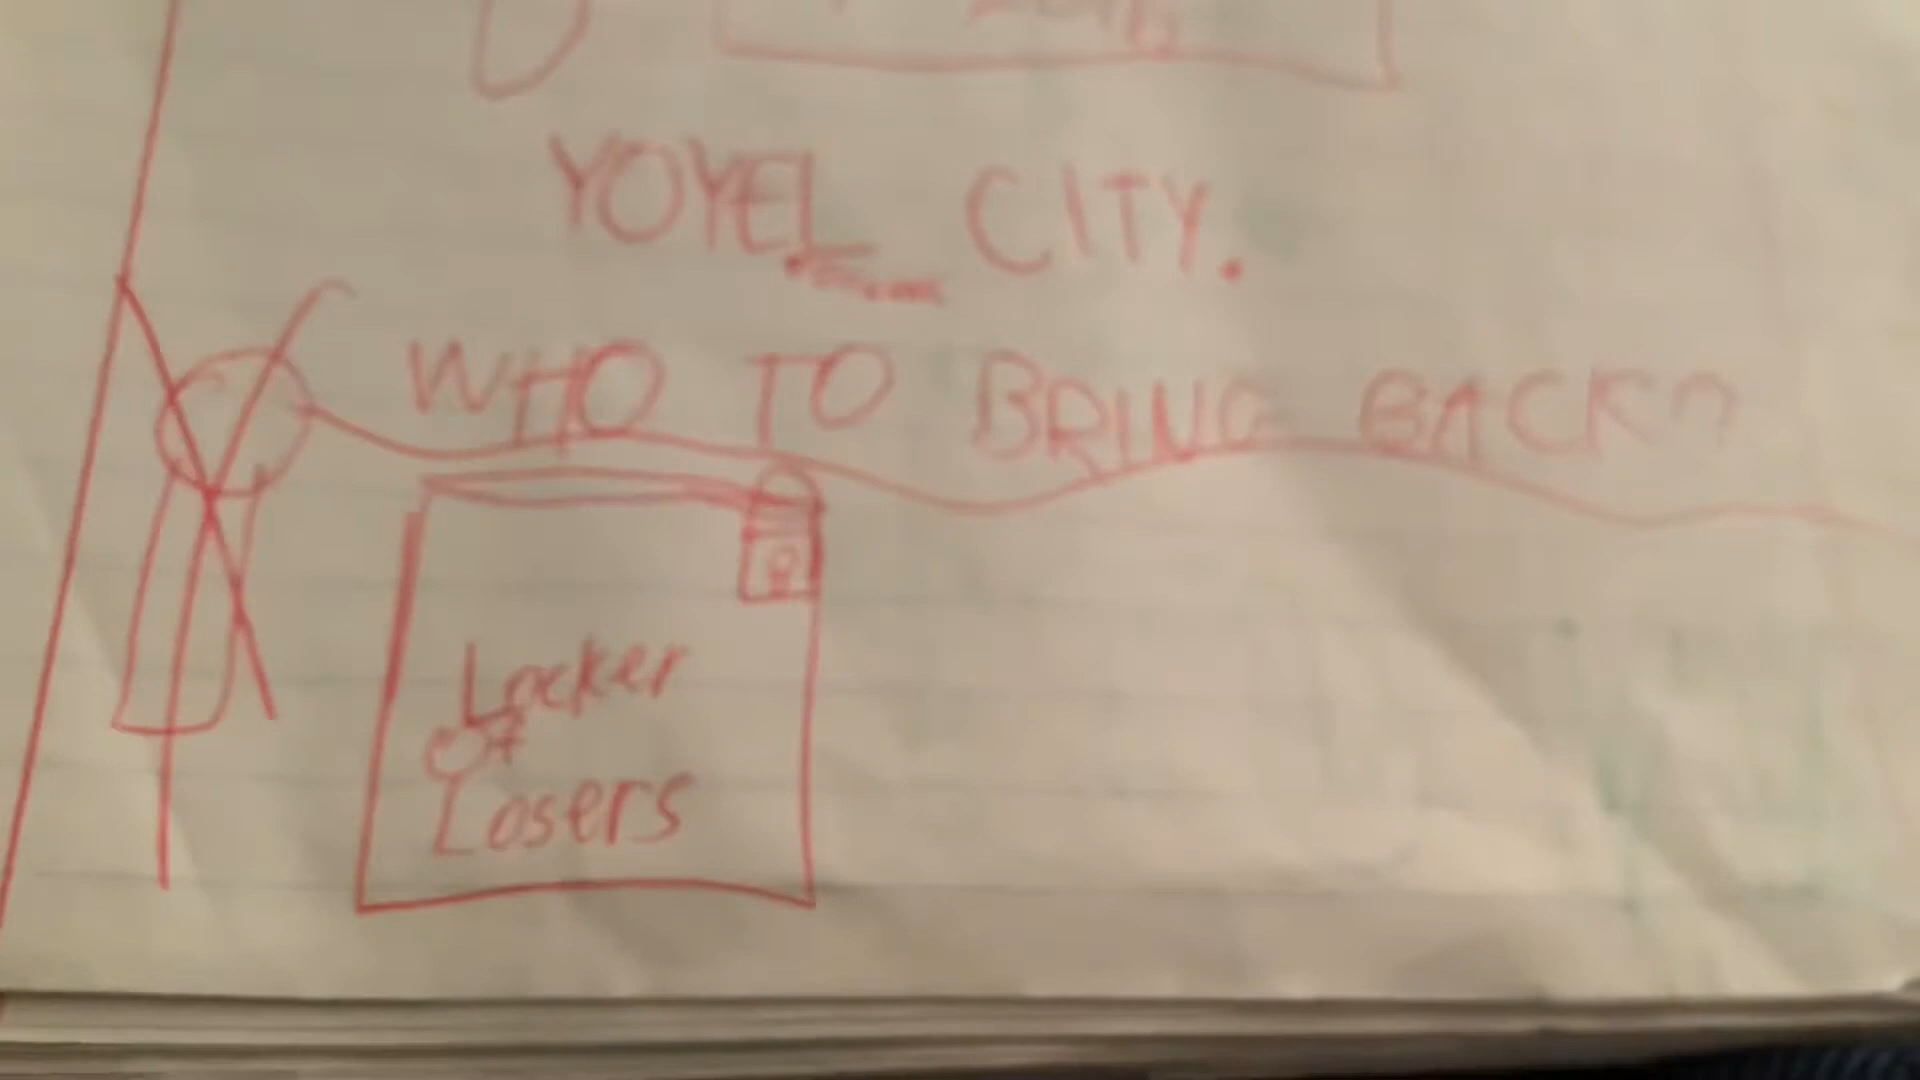 YOYEL CITY.
WHO TO BRING BACK?
Locker
Of
Losers